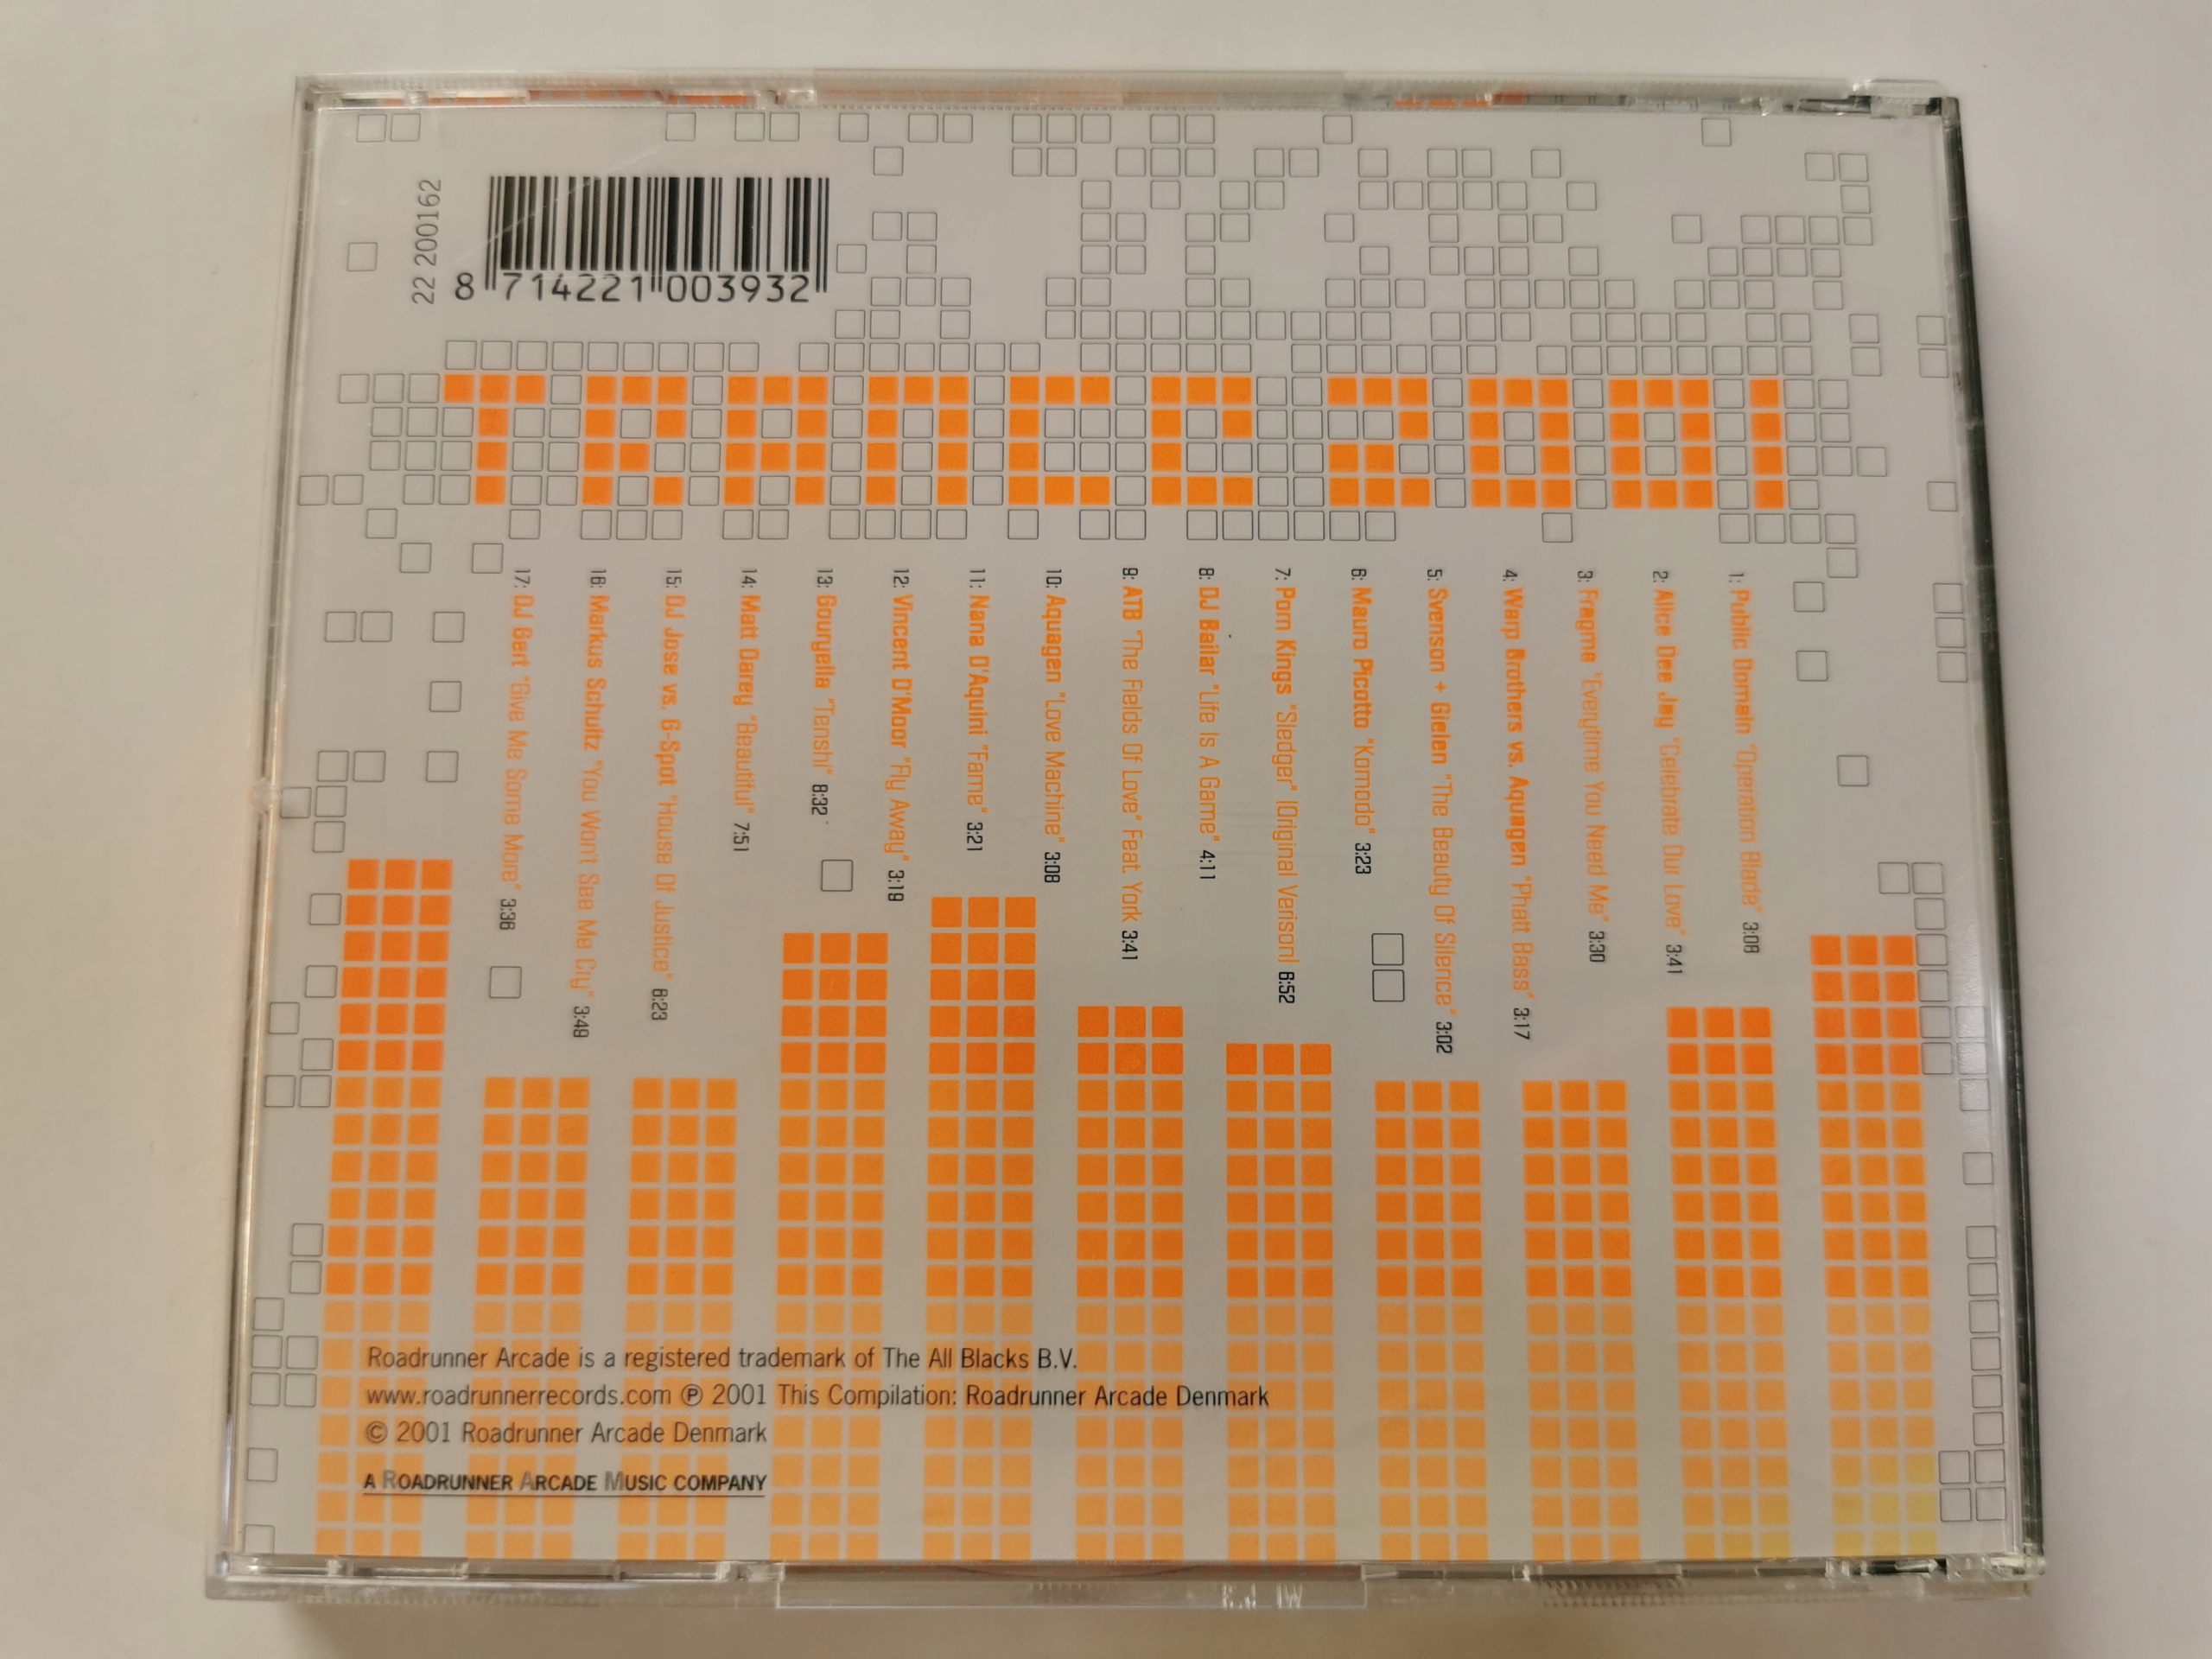 22 200162
8 714221 003932
TRANCE 2001
1: Public Domain "Operation Blade" 3:08
2: Alice Dee Jay "Celebrate Our Love" 3:41
3: Fragma "Everytime You Need Me" 3:30
4: Warp Brothers vs. Aquagen "Phatt Bass" 3:17
5: Svenson + Gielen "The Beauty Of Silence" 3:02
6: Mauro Picotto "Komodo" 3:23
7: Porn Kings "Sledger" [Original Verison] 6:52
8: DJ Bailar "Life Is A Game" 4:11
9: ATB "The Fields Of Love" Feat. York 3:41
10: Aquagen "Love Machine" 3:08
11: Nana D'Aquini "Fame" 3:21
12: Vincent D'Moor "Fly Away" 3:19
13: Gouryella "Tenshi" 8:32
14: Matt Darey "Beautiful" 7:51
15: DJ Jose vs. G-Spot "House Of Justice" 6:23
16: Markus Schultz "You Won't See Me Cry" 3:49
17: DJ Gert "Give Me Some More" 3:36
Roadrunner Arcade is a registered trademark of The All Blacks B.V.
www.roadrunnerrecords.com ℗ 2001 This Compilation: Roadrunner Arcade Denmark
© 2001 Roadrunner Arcade Denmark
A ROADRUNNER ARCADE MUSIC COMPANY